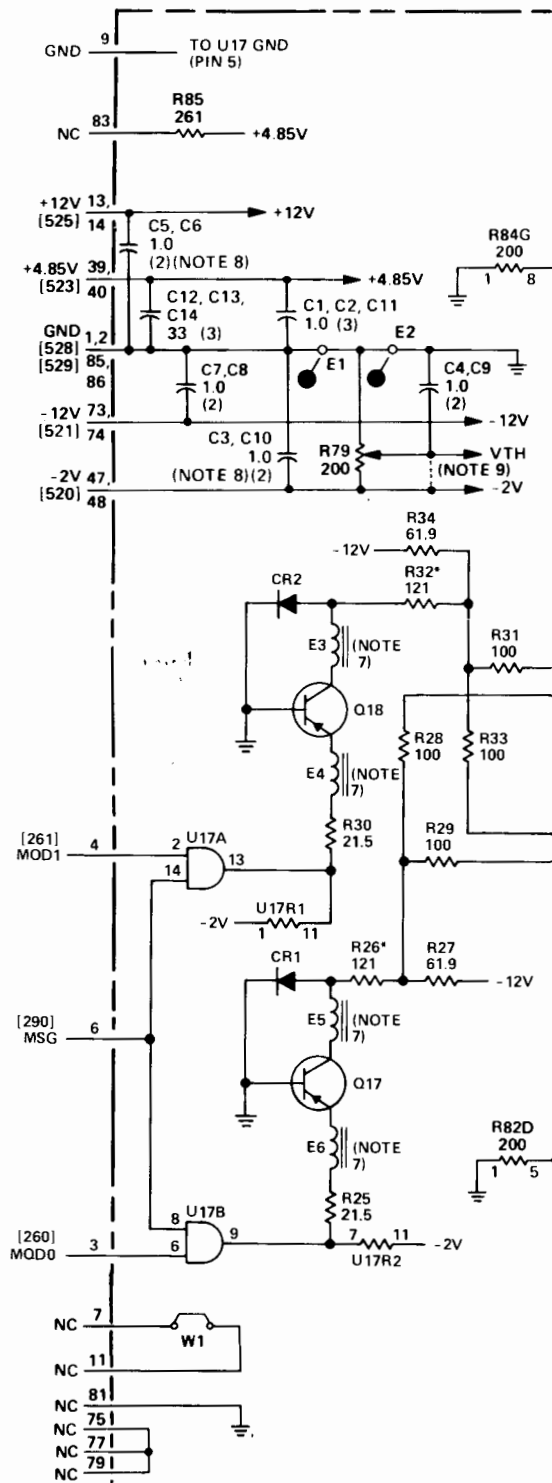 9
GND
TO U17 GND
(PIN 5)
83
NC
R85
261
+4.85V
+12V 13,
[525] 14
+12V
C5, C6
1.0
(2)(NOTE 8)
R84G
200
1 8
+4.85V 39,
[523] 40
+4.85V
C12, C13,
C14
33 (3)
C1, C2, C11
1.0 (3)
GND 1,2
[528]
[529] 85,
86
E1
E2
C7,C8
1.0
(2)
C4,C9
1.0
(2)
-12V 73,
[521] 74
-12V
C3, C10
1.0
(NOTE 8)(2)
R79
200
VTH
(NOTE 9)
-2V 47,
[520] 48
-2V
R34
61.9
-12V
R32*
121
CR2
E3 (NOTE
7)
R31
100
Q18
R28
100
R33
100
E4 (NOTE
7)
R30
21.5
R29
100
[261]
MOD1
4
U17A
2
14
13
U17R1
-2V
1 11
R26*
121
R27
61.9
-12V
CR1
E5 (NOTE
7)
[290]
MSG
6
Q17
E6 (NOTE
7)
R82D
200
1 5
R25
21.5
U17B
8
6
9
7 11
-2V
U17R2
[260]
MOD0
3
7
NC
W1
11
NC
81
NC
75
NC
77
NC
79
NC